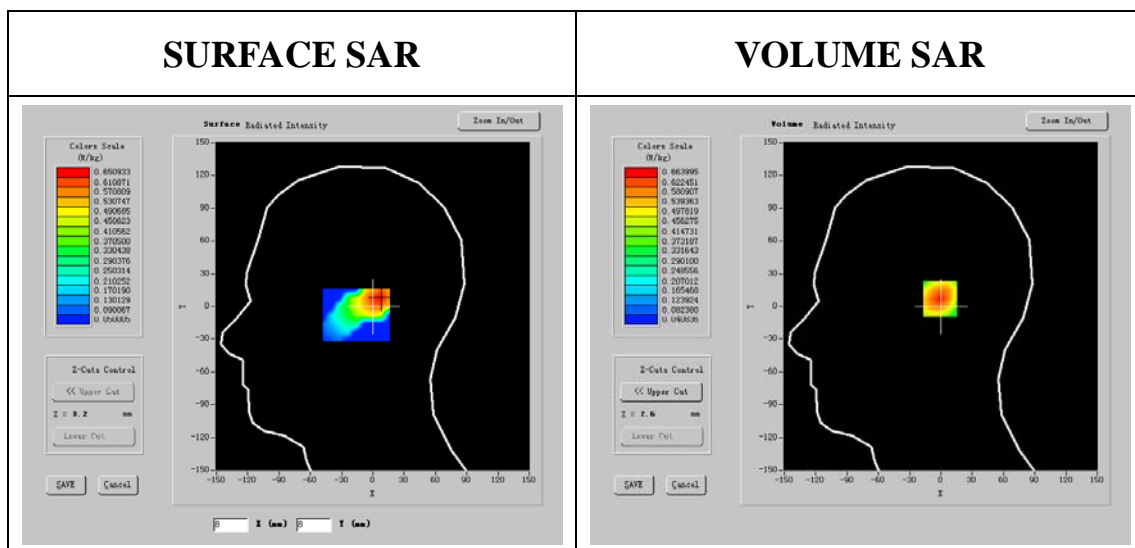 SURFACE SAR
Surface Radiated Intensity
Zoom In/Out
Colors Scale
(W/kg)
0.650933
0.610871
0.570809
0.530747
0.490685
0.450623
0.410562
0.370500
0.330438
0.290376
0.250314
0.210252
0.170190
0.130129
0.090067
0.050005
150
120
90
60
30
0
-30
-60
-90
-120
-150
Y
-150 -120 -90 -60 -30 0 30 60 90 120 150
X
Z-Cuts Control
<< Upper Cut
mm
Lower Cut
SAVE Cancel
8 X (mm) 8 Y (mm)
VOLUME SAR
Volume Radiated Intensity
Zoom In/Out
Colors Scale
(W/kg)
0.663995
0.622451
0.580907
0.539363
0.497819
0.456275
0.414731
0.373187
0.331643
0.290100
0.248556
0.207012
0.165468
0.123924
0.082380
0.040836
150
120
90
60
30
0
-30
-60
-90
-120
-150
Y
-150 -120 -90 -60 -30 0 30 60 90 120 150
X
Z-Cuts Control
<< Upper Cut
mm
Lower Cut
SAVE Cancel